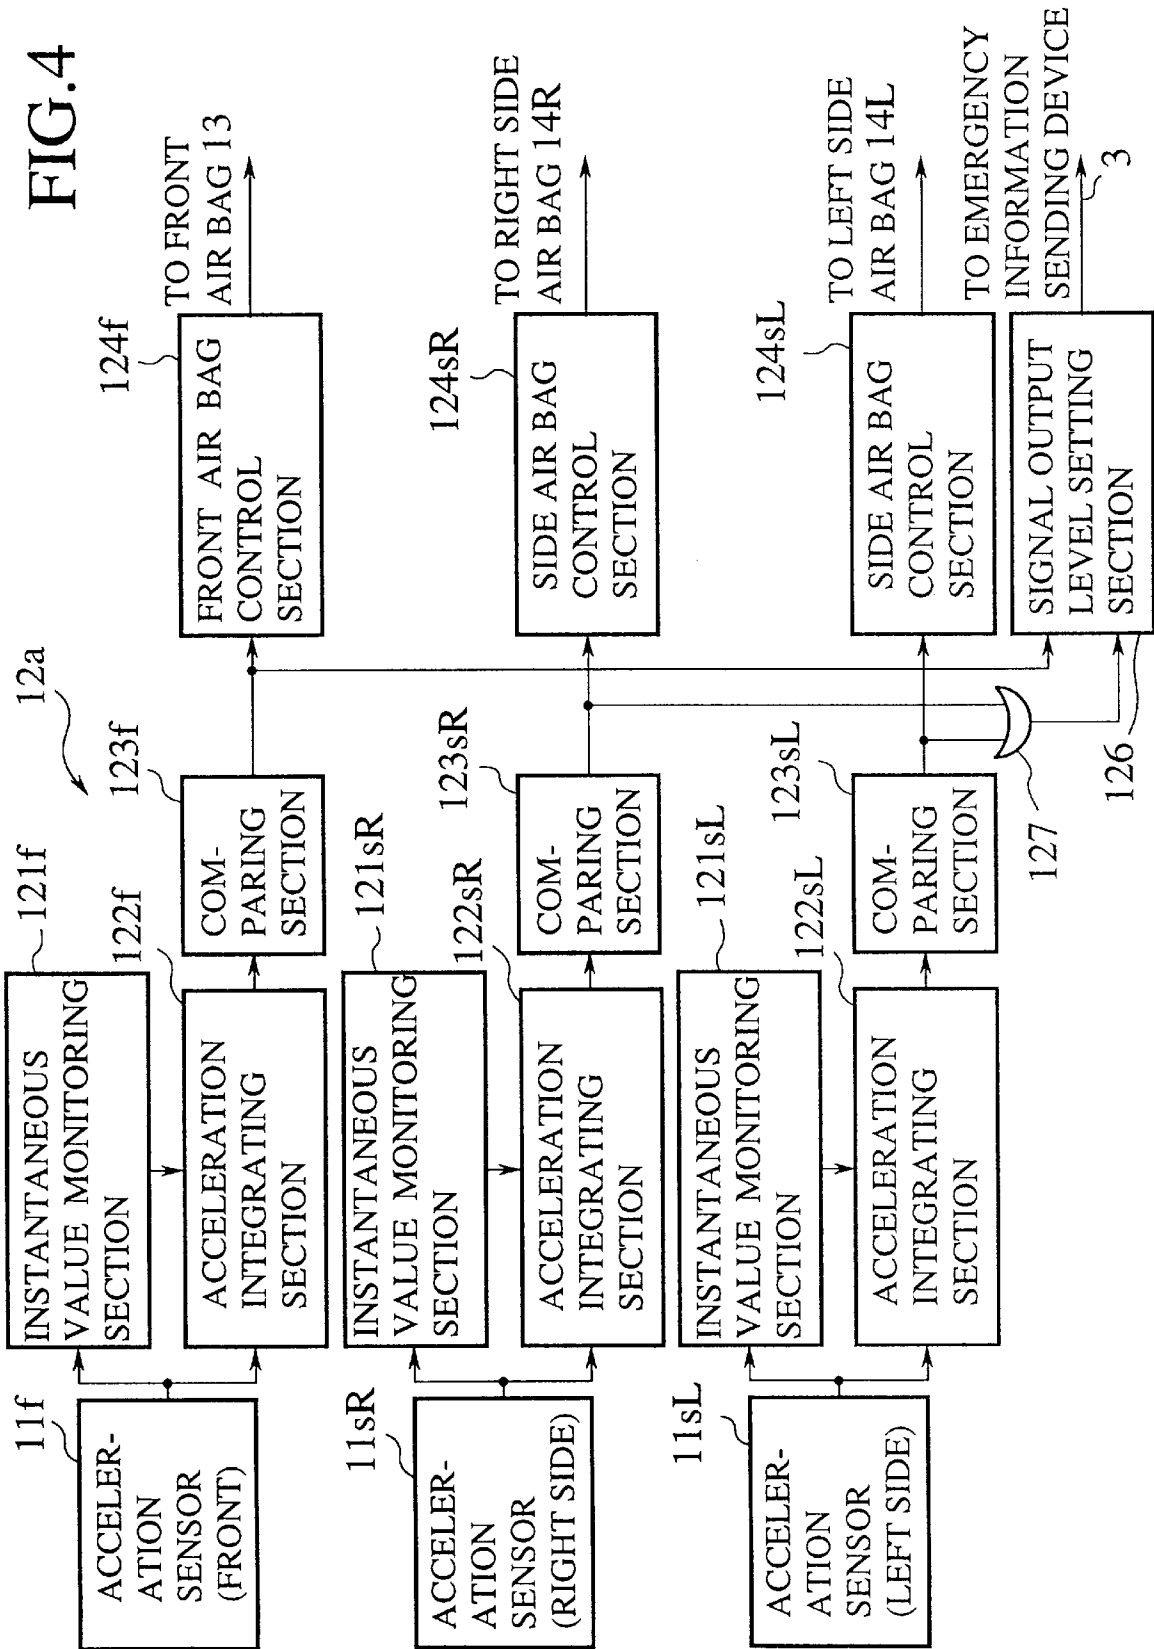 FIG.4
12a
11f
ACCELER-
ATION
SENSOR
(FRONT)
121f
INSTANTANEOUS
VALUE MONITORING
SECTION
122f
ACCELERATION
INTEGRATING
SECTION
123f
COM-
PARING
SECTION
124f
FRONT AIR BAG
CONTROL
SECTION
TO FRONT
AIR BAG 13
11sR
ACCELER-
ATION
SENSOR
(RIGHT SIDE)
121sR
INSTANTANEOUS
VALUE MONITORING
SECTION
122sR
ACCELERATION
INTEGRATING
SECTION
123sR
COM-
PARING
SECTION
124sR
SIDE AIR BAG
CONTROL
SECTION
TO RIGHT SIDE
AIR BAG 14R
11sL
ACCELER-
ATION
SENSOR
(LEFT SIDE)
121sL
INSTANTANEOUS
VALUE MONITORING
SECTION
122sL
ACCELERATION
INTEGRATING
SECTION
123sL
COM-
PARING
SECTION
124sL
SIDE AIR BAG
CONTROL
SECTION
TO LEFT SIDE
AIR BAG 14L
127
126
SIGNAL OUTPUT
LEVEL SETTING
SECTION
TO EMERGENCY
INFORMATION
SENDING DEVICE
3